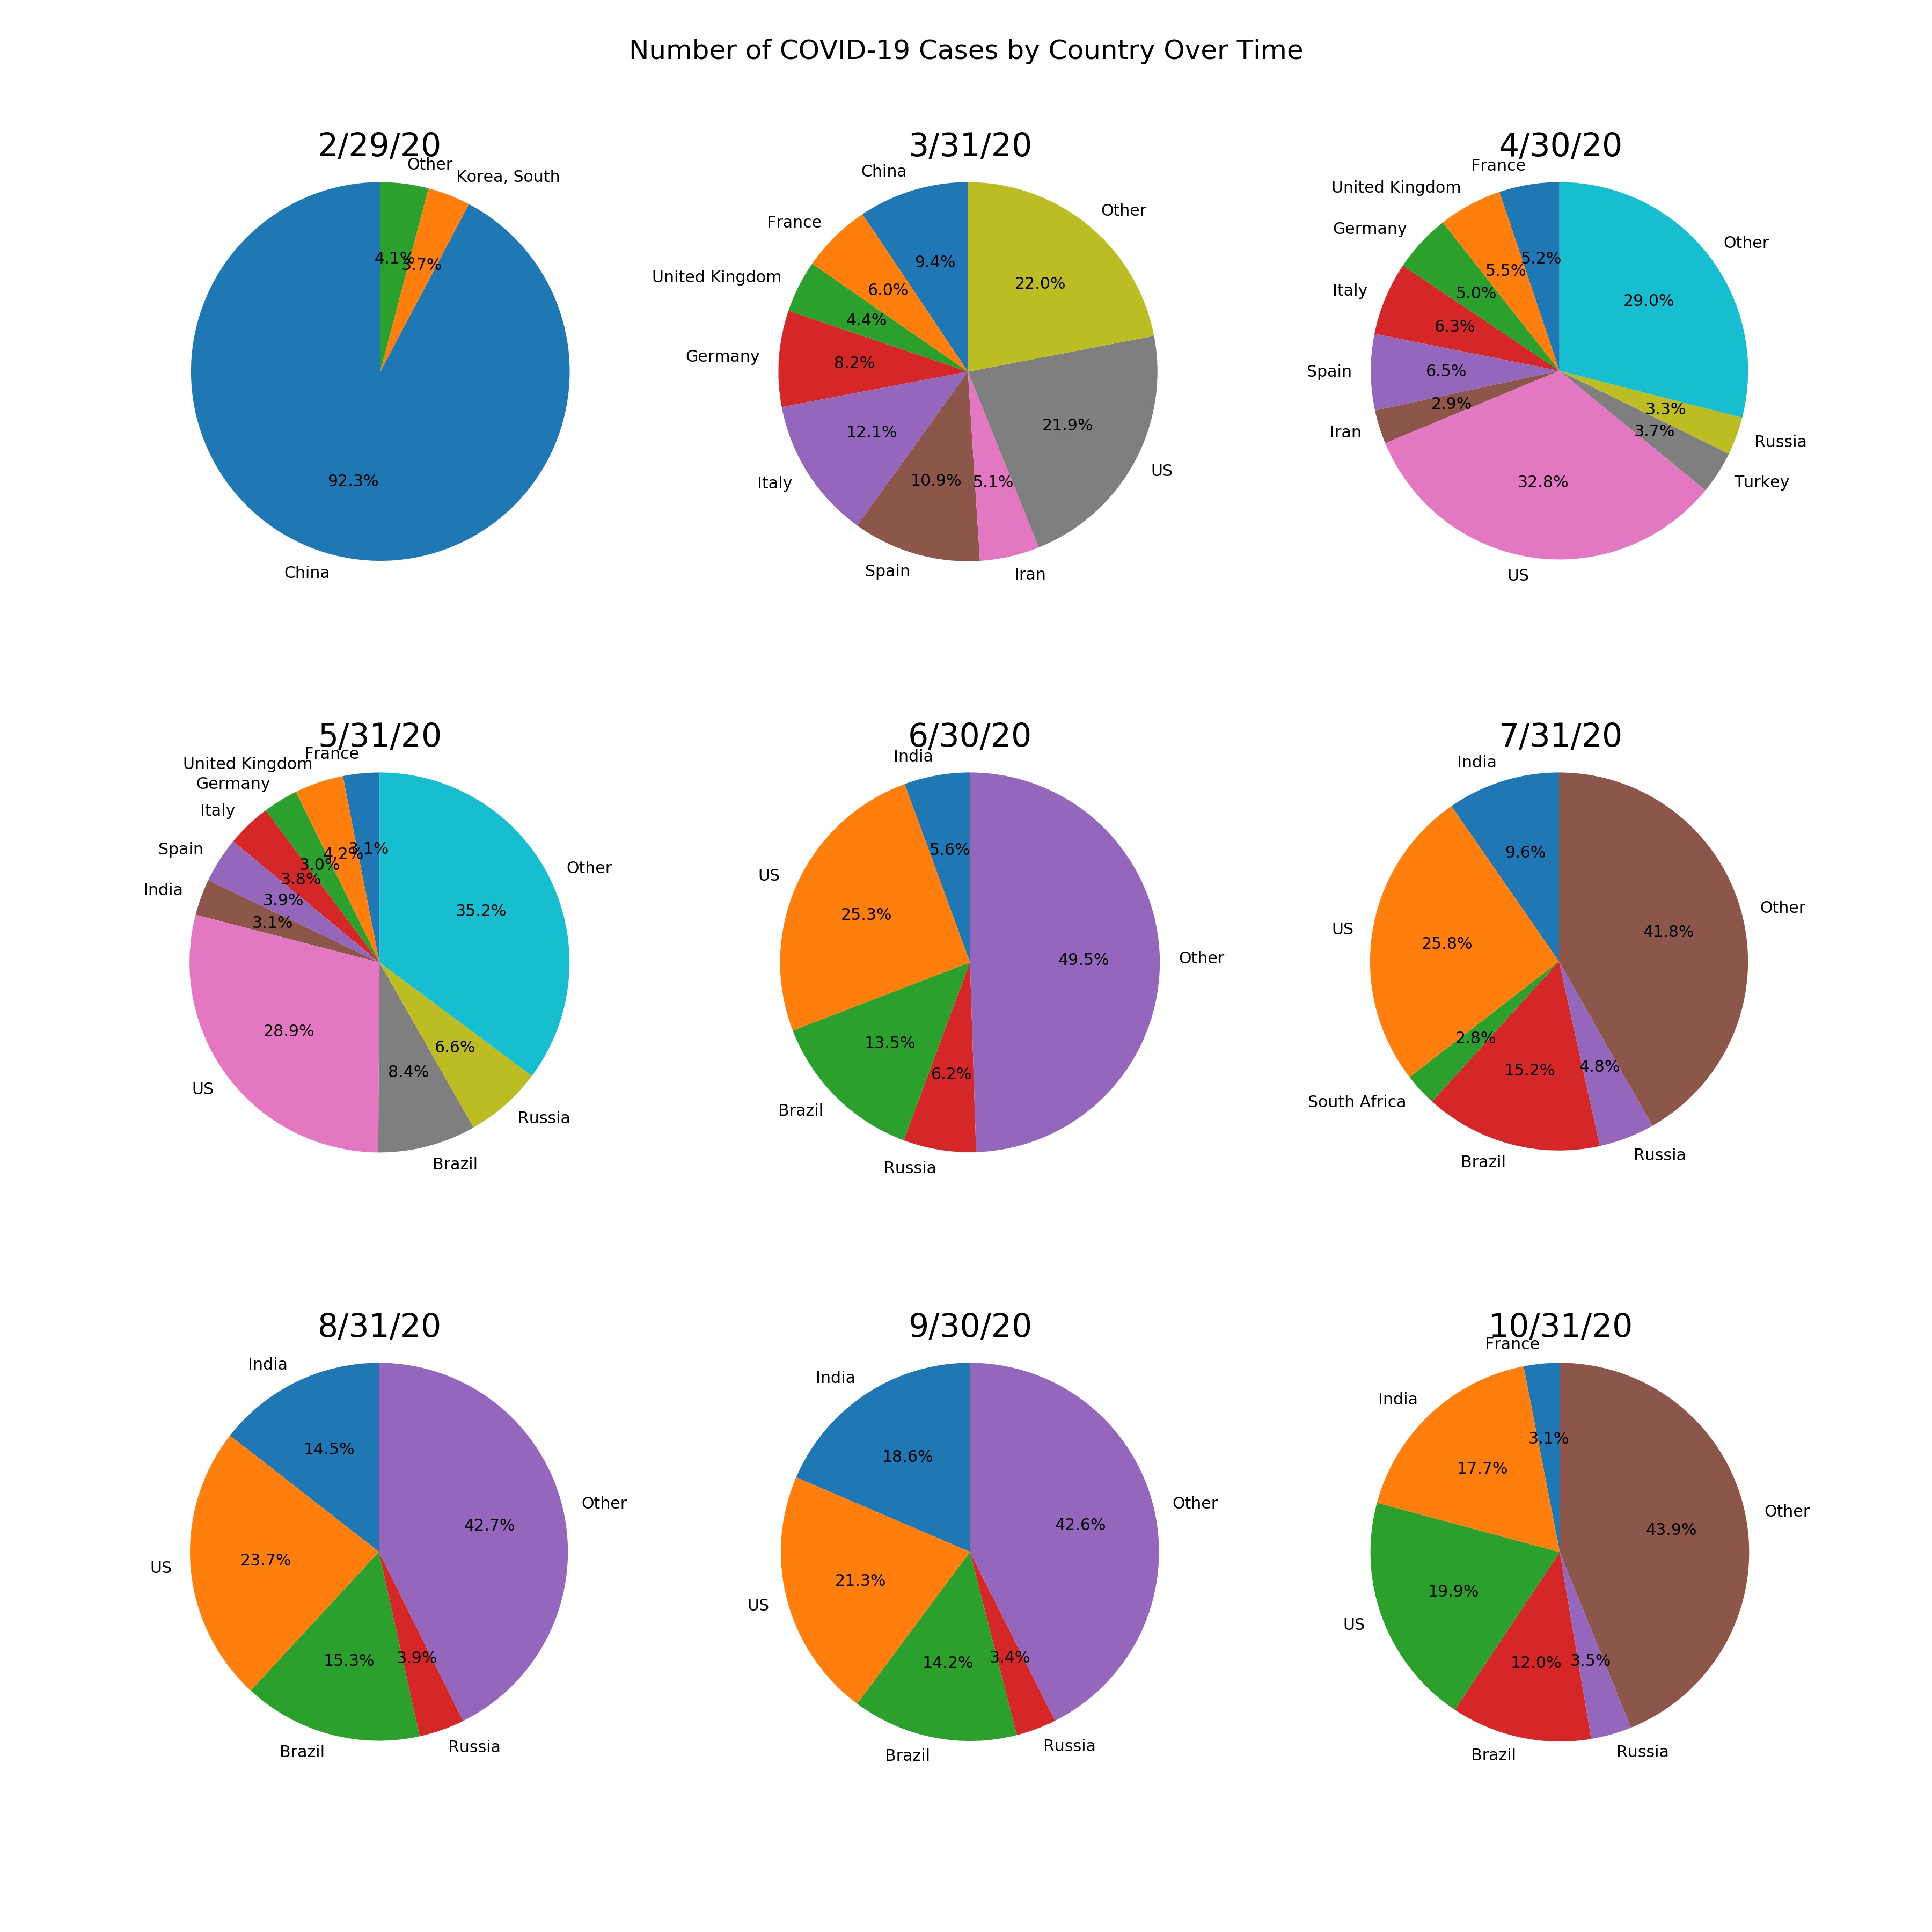 Number of COVID-19 Cases by Country Over Time
2/29/20
Other
Korea, South
4.1%
3.7%
92.3%
China
3/31/20
China
Other
France
9.4%
22.0%
United Kingdom
6.0%
4.4%
Germany
8.2%
21.9%
12.1%
US
Italy
10.9%
5.1%
Spain
Iran
4/30/20
France
United Kingdom
Germany
Other
5.2%
5.5%
5.0%
29.0%
Italy
6.3%
Spain
6.5%
2.9%
3.3%
Iran
3.7%
Russia
32.8%
Turkey
US
5/31/20
France
United Kingdom
Germany
Italy
Spain
3.1%
4.2%
3.0%
Other
3.8%
India
3.9%
3.1%
35.2%
28.9%
6.6%
8.4%
US
Russia
Brazil
6/30/20
India
5.6%
US
25.3%
49.5%
Other
13.5%
6.2%
Brazil
Russia
7/31/20
India
9.6%
Other
US
25.8%
41.8%
2.8%
15.2%
4.8%
South Africa
Brazil
Russia
8/31/20
India
14.5%
Other
42.7%
US
23.7%
15.3%
3.9%
Brazil
Russia
9/30/20
India
18.6%
Other
42.6%
21.3%
US
14.2%
3.4%
Brazil
Russia
10/31/20
France
India
3.1%
17.7%
Other
43.9%
19.9%
US
12.0%
3.5%
Brazil
Russia